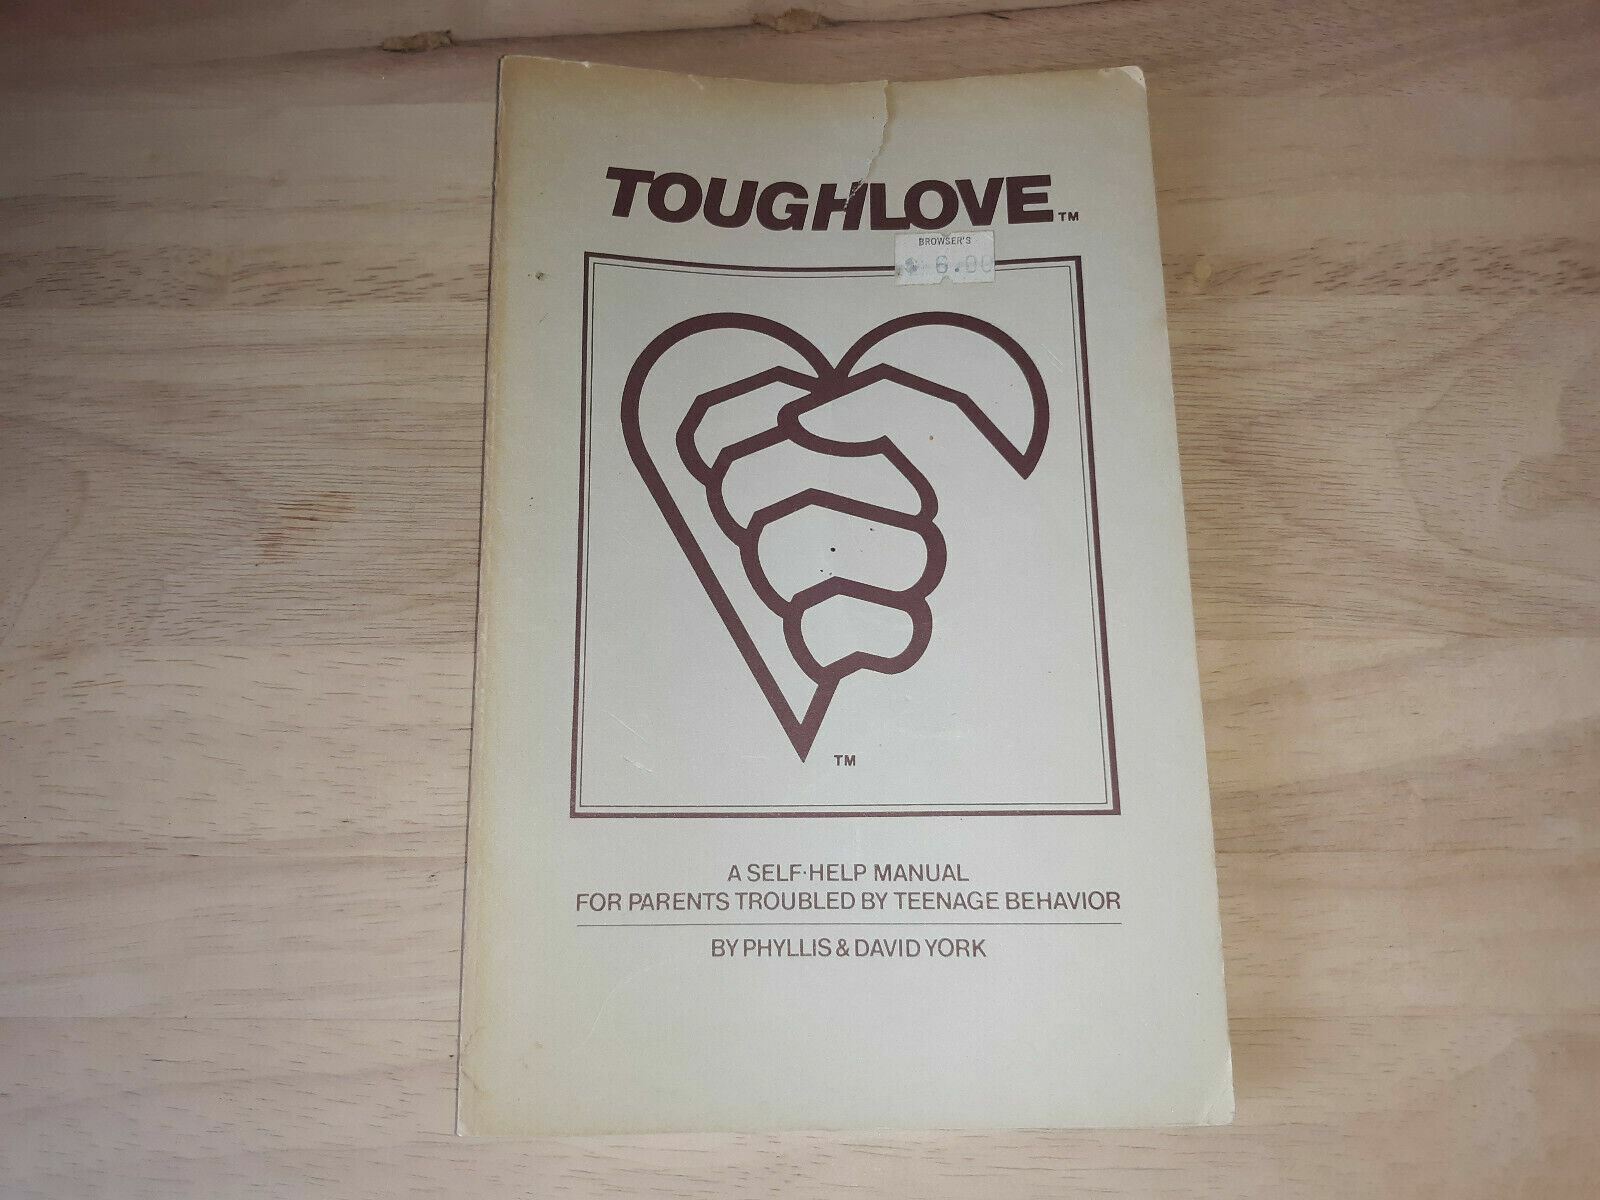 TOUGHLOVE™
BROWSER'S
$ 6.00
TM
A SELF-HELP MANUAL
FOR PARENTS TROUBLED BY TEENAGE BEHAVIOR
BY PHYLLIS & DAVID YORK